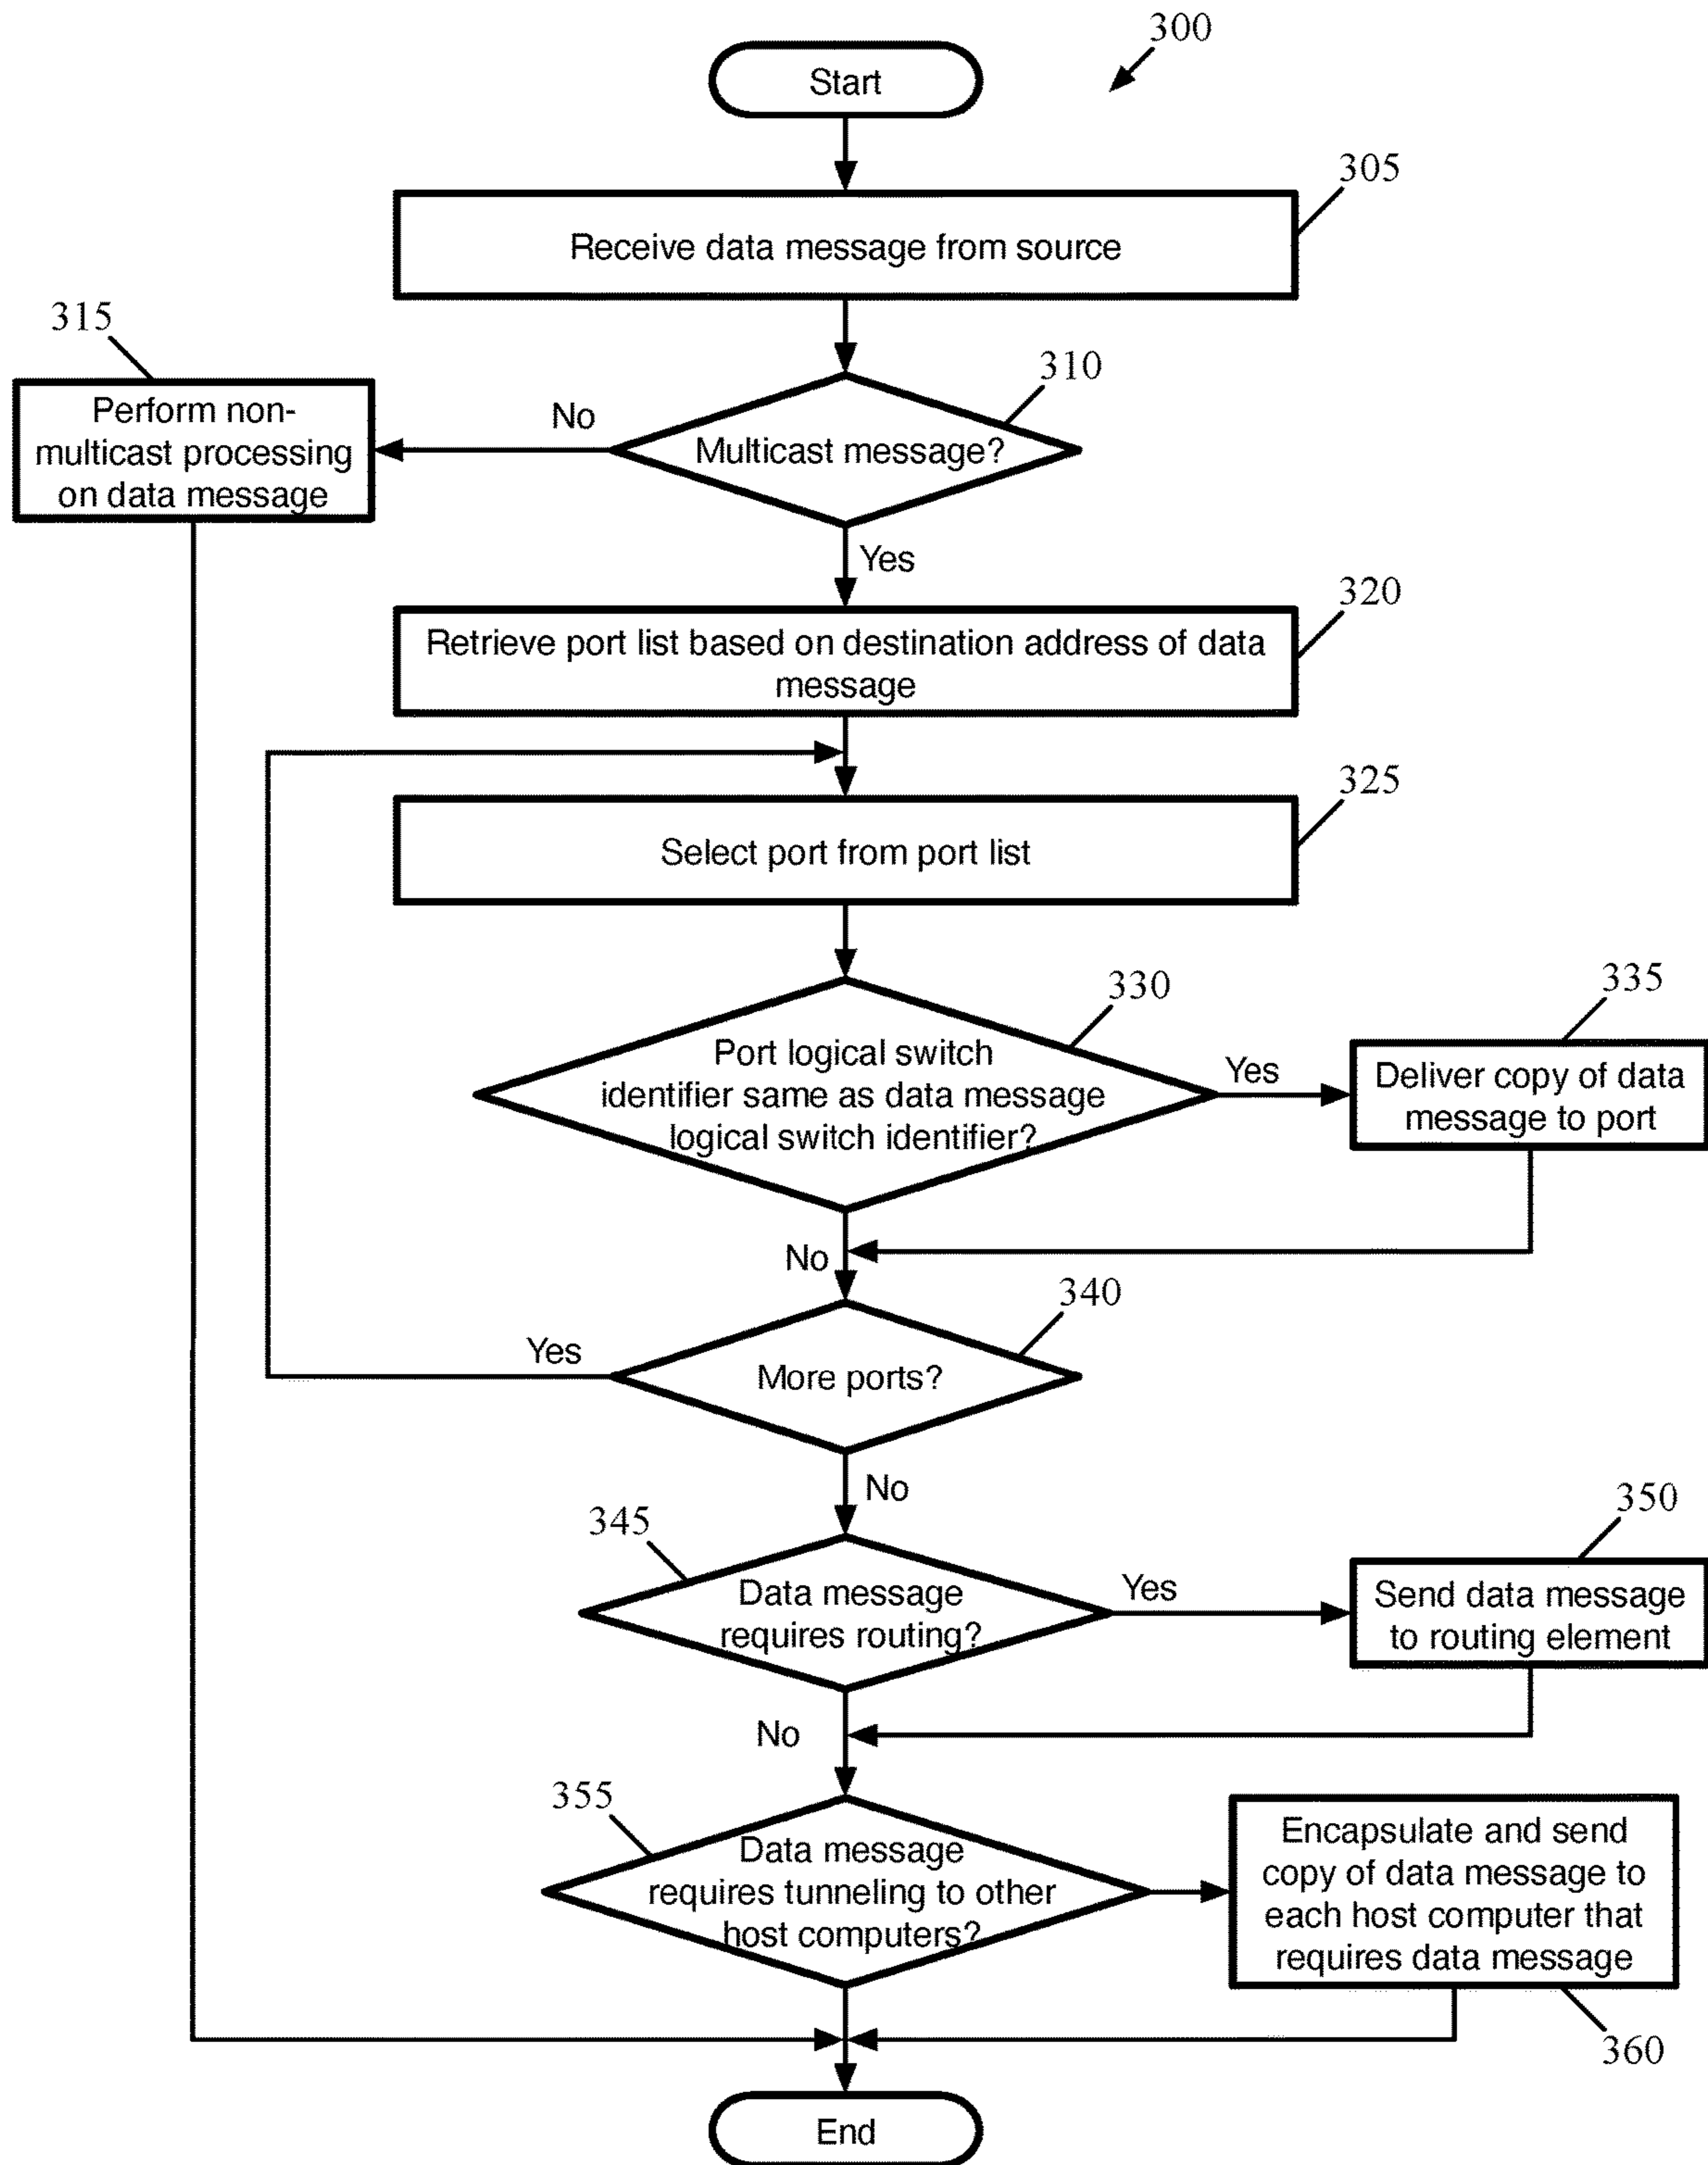 300
Start
305
Receive data message from source
315
310
Perform non-
multicast processing
on data message
No
Multicast message?
Yes
320
Retrieve port list based on destination address of data
message
325
Select port from port list
330
335
Port logical switch
identifier same as data message
logical switch identifier?
Yes
Deliver copy of data
message to port
No
340
Yes
More ports?
No
345
350
Data message
requires routing?
Yes
Send data message
to routing element
No
355
Data message
requires tunneling to other
host computers?
Encapsulate and send
copy of data message to
each host computer that
requires data message
360
End